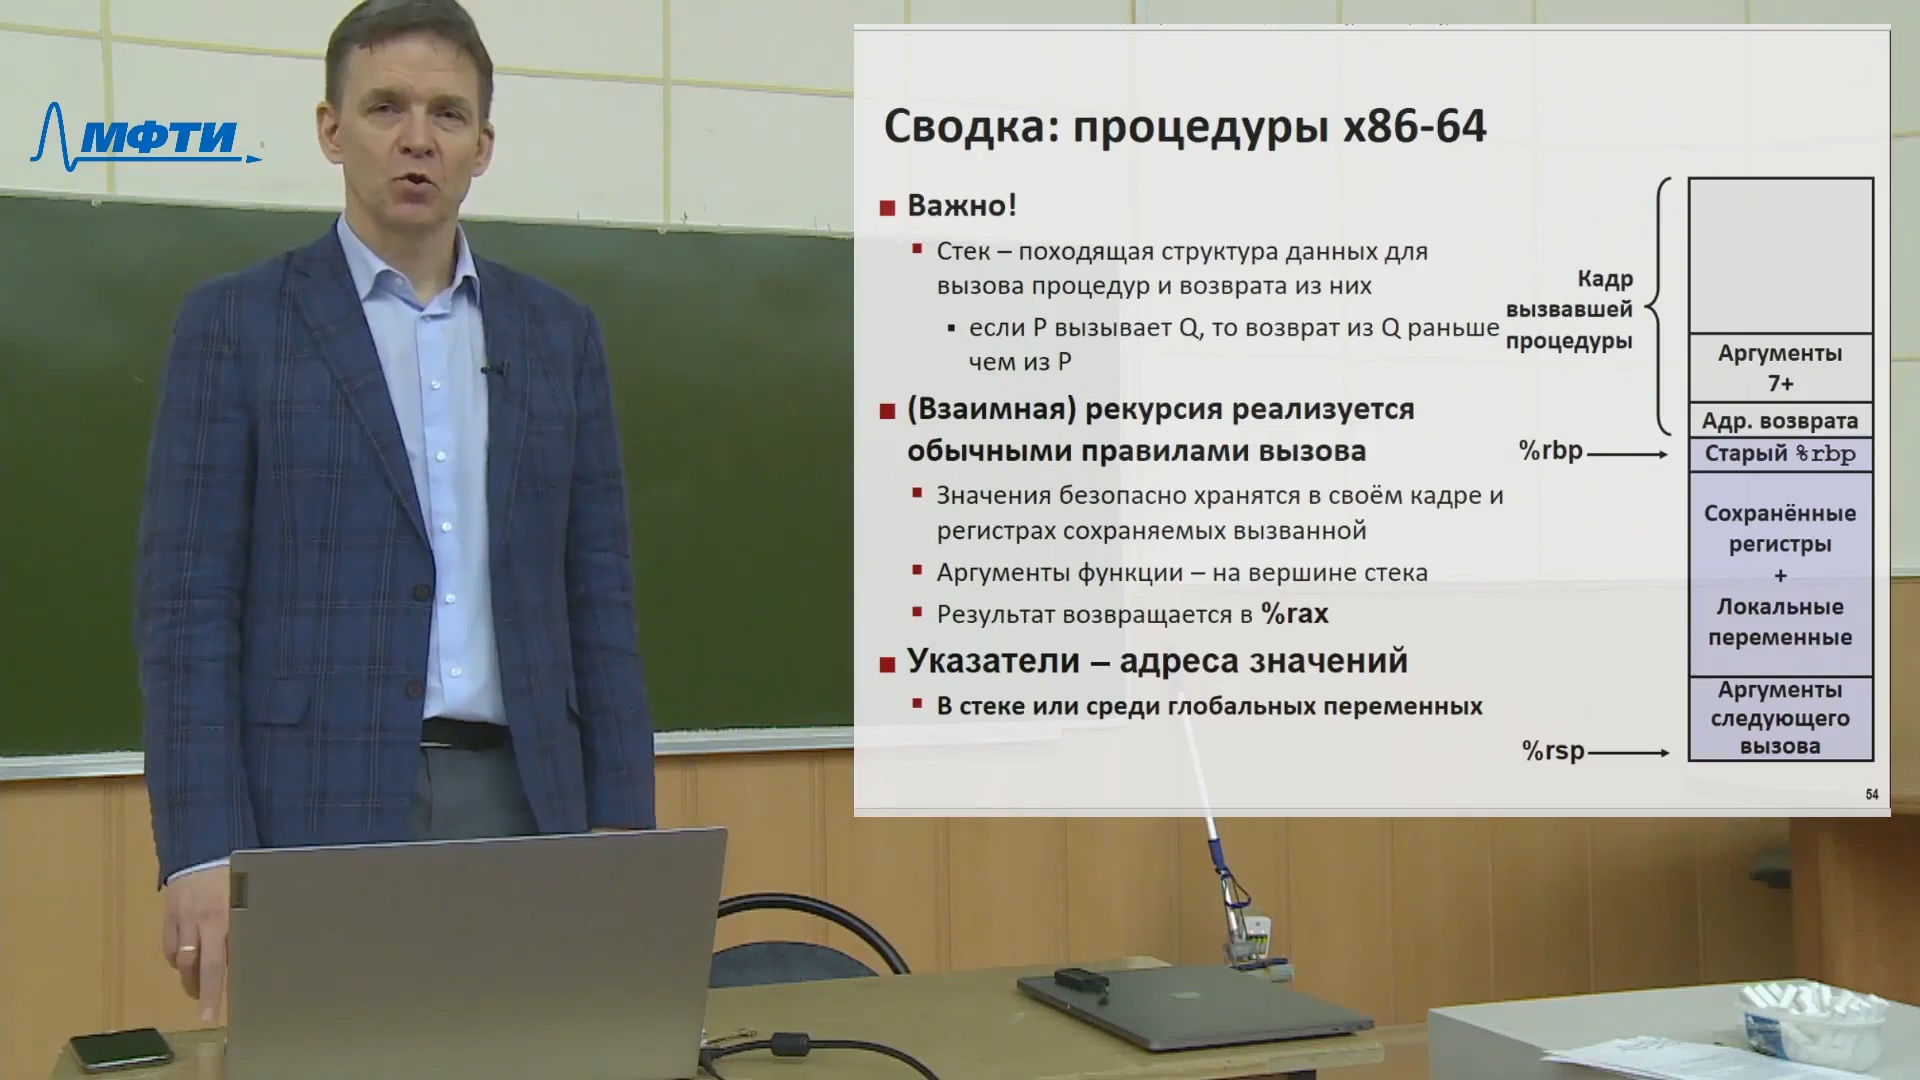 МФТИ
Сводка: процедуры x86-64
Важно!
Стек – походящая структура данных для
вызова процедур и возврата из них
если P вызывает Q, то возврат из Q раньше
чем из P
(Взаимная) рекурсия реализуется
обычными правилами вызова
Значения безопасно хранятся в своём кадре и
регистрах сохраняемых вызванной
Аргументы функции – на вершине стека
Результат возвращается в %rax
Указатели – адреса значений
В стеке или среди глобальных переменных
Кадр
вызвавшей
процедуры
%rbp
%rsp
Аргументы
7+
Адр. возврата
Старый %rbp
Сохранённые
регистры
+
Локальные
переменные
Аргументы
следующего
вызова
54